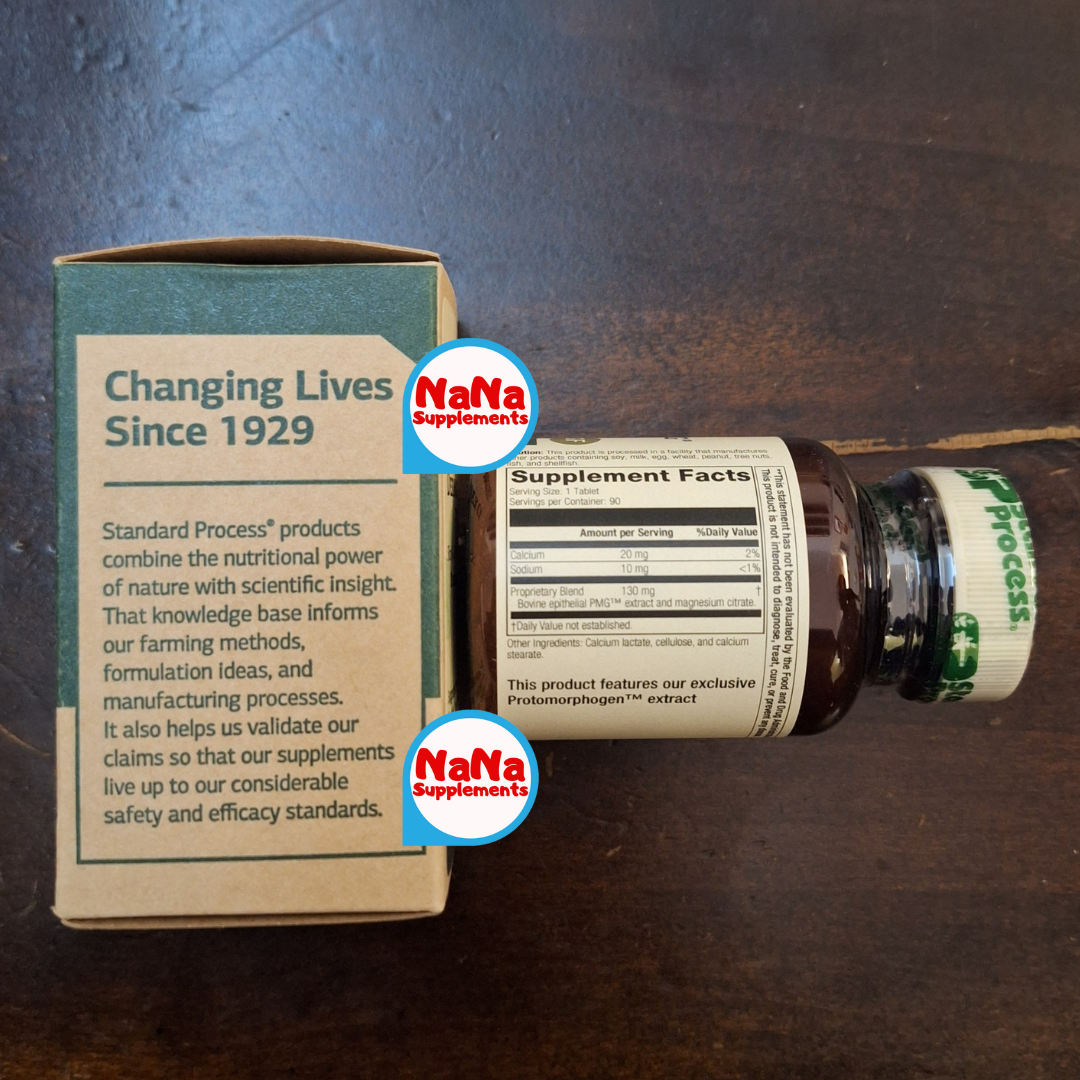 Changing Lives
Since 1929
Standard Process® products
combine the nutritional power
of nature with scientific insight.
That knowledge base informs
our farming methods,
formulation ideas, and
manufacturing processes.
It also helps us validate our
claims so that our supplements
live up to our considerable
safety and efficacy standards.
NaNa
Supplements
NaNa
Supplements
This product is processed in a facility that manufactures
products containing soy, milk, egg, wheat, peanut, tree nuts,
fish, and shellfish.
Supplement Facts
Serving Size: 1 Tablet
Servings per Container: 90
Amount per Serving %Daily Value
Calcium 20 mg 2%
Sodium 10 mg <1%
Proprietary Blend 130 mg †
Bovine epithelial PMG™ extract and magnesium citrate.
†Daily Value not established.
Other Ingredients: Calcium lactate, cellulose, and calcium
stearate.
This product features our exclusive
Protomorphogen™ extract
**This statement has not been evaluated by the Food and Drug
This product is not intended to diagnose, treat, cure, or prevent any
Process®